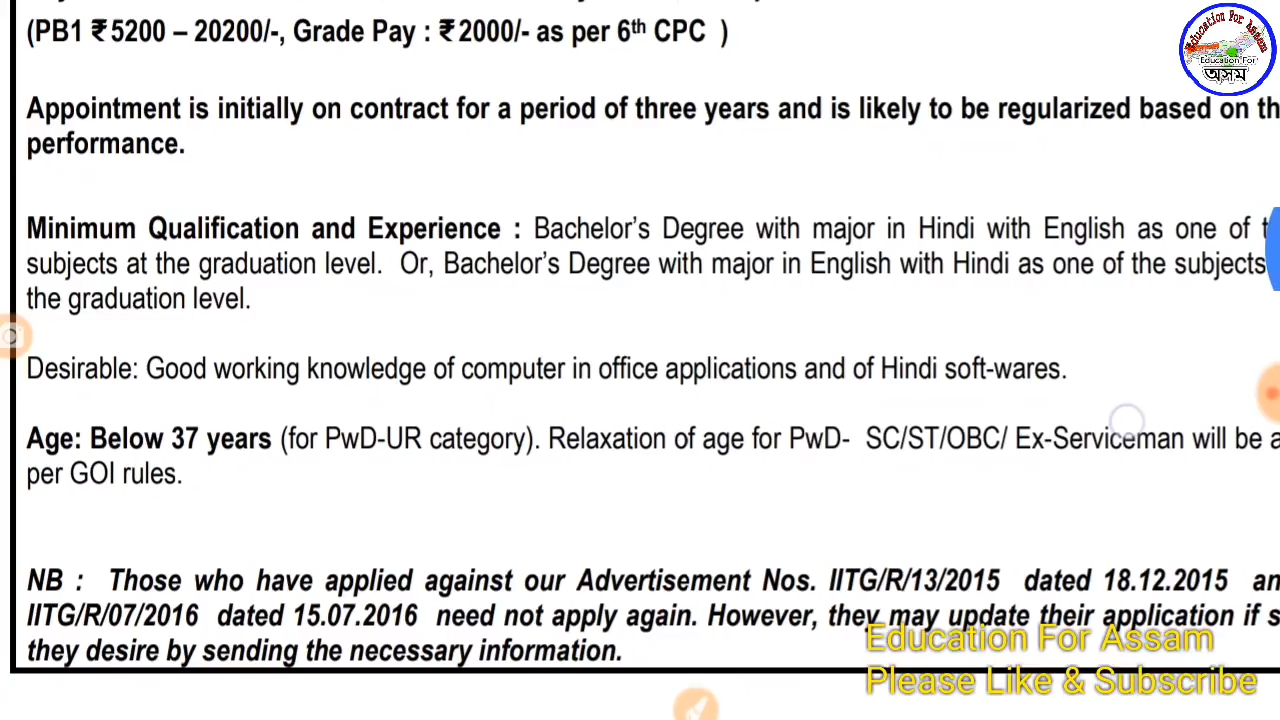 (PB1 ₹5200 – 20200/-, Grade Pay : ₹2000/- as per 6th CPC )
Appointment is initially on contract for a period of three years and is likely to be regularized based on th
performance.
Minimum Qualification and Experience : Bachelor's Degree with major in Hindi with English as one of t
subjects at the graduation level. Or, Bachelor's Degree with major in English with Hindi as one of the subjects
the graduation level.
Desirable: Good working knowledge of computer in office applications and of Hindi soft-wares.
Age: Below 37 years (for PwD-UR category). Relaxation of age for PwD- SC/ST/OBC/ Ex-Serviceman will be a
per GOI rules.
NB : Those who have applied against our Advertisement Nos. IITG/R/13/2015 dated 18.12.2015 an
IITG/R/07/2016 dated 15.07.2016 need not apply again. However, they may update their application if s
they desire by sending the necessary information.
Education For Assam
Education For
অসম
Education For Assam
Please Like & Subscribe